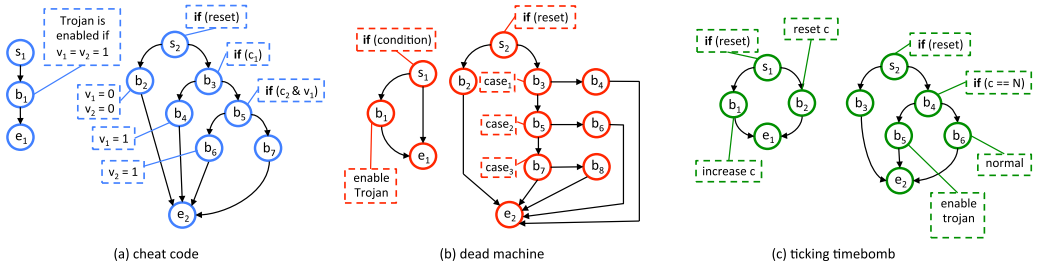 Trojan is
enabled if
v₁ = v₂ = 1
s₁
b₁
e₁
if (reset)
s₂
b₂
b₃
if (c₁)
v₁ = 0
v₂ = 0
b₄
b₅
if (c₂ & v₁)
v₁ = 1
b₆
b₇
v₂ = 1
e₂
(a) cheat code
if (condition)
s₁
b₁
e₁
enable
Trojan
if (reset)
s₂
b₂
case₁
b₃
b₄
case₂
b₅
b₆
case₃
b₇
b₈
e₂
(b) dead machine
if (reset)
reset c
s₁
b₁
b₂
e₁
increase c
if (reset)
s₂
b₃
b₄
if (c == N)
b₅
b₆
normal
e₂
enable
trojan
(c) ticking timebomb